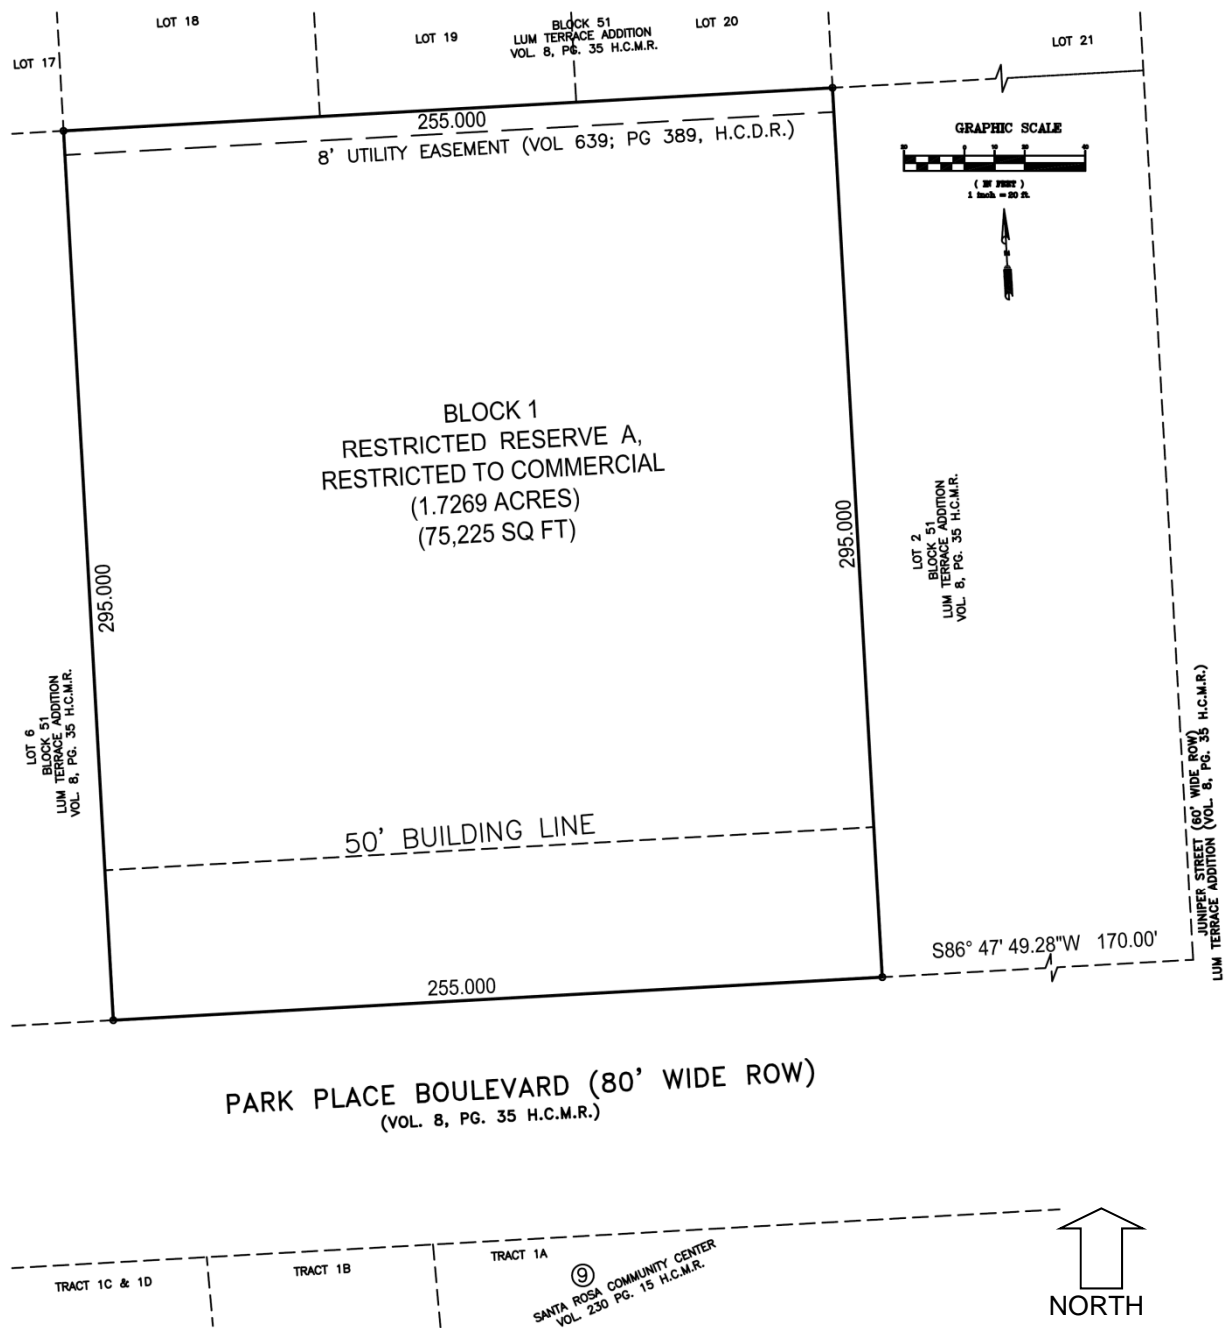 LOT 18
BLOCK 51
LOT 20
LOT 19
LUM TERRACE ADDITION
VOL. 8, PG. 35 H.C.M.R.
LOT 21
LOT 17
255.000
8' UTILITY EASEMENT (VOL 639; PG 389, H.C.D.R.)
GRAPHIC SCALE
20 0 10 20 40
( IN FEET )
1 inch = 20 ft.
N
BLOCK 1
RESTRICTED RESERVE A,
RESTRICTED TO COMMERCIAL
(1.7269 ACRES)
(75,225 SQ FT)
295.000
295.000
LOT 2
BLOCK 51
LUM TERRACE ADDITION
VOL. 8, PG. 35 H.C.M.R.
LOT 6
BLOCK 51
LUM TERRACE ADDITION
VOL. 8, PG. 35 H.C.M.R.
JUNIPER STREET (60' WIDE ROW)
LUM TERRACE ADDITION (VOL. 8, PG. 35 H.C.M.R.)
50' BUILDING LINE
S86° 47' 49.28"W 170.00'
255.000
PARK PLACE BOULEVARD (80' WIDE ROW)
(VOL. 8, PG. 35 H.C.M.R.)
TRACT 1C & 1D
TRACT 1B
TRACT 1A
9
SANTA ROSA COMMUNITY CENTER
VOL. 230 PG. 15 H.C.M.R.
NORTH